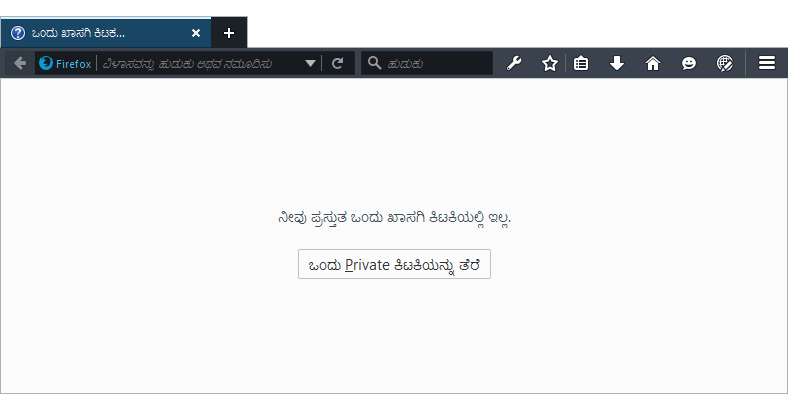 ಒಂದು ಖಾಸಗಿ ಕಿಟಕ...
Firefox ವಿಳಾಸವನ್ನು ಹುಡುಕು ಅಥವ ನಮೂದಿಸು ಹುಡುಕು
ನೀವು ಪ್ರಸ್ತುತ ಒಂದು ಖಾಸಗಿ ಕಿಟಕಿಯಲ್ಲಿ ಇಲ್ಲ.
ಒಂದು Private ಕಿಟಕಿಯನ್ನು ತೆರೆ